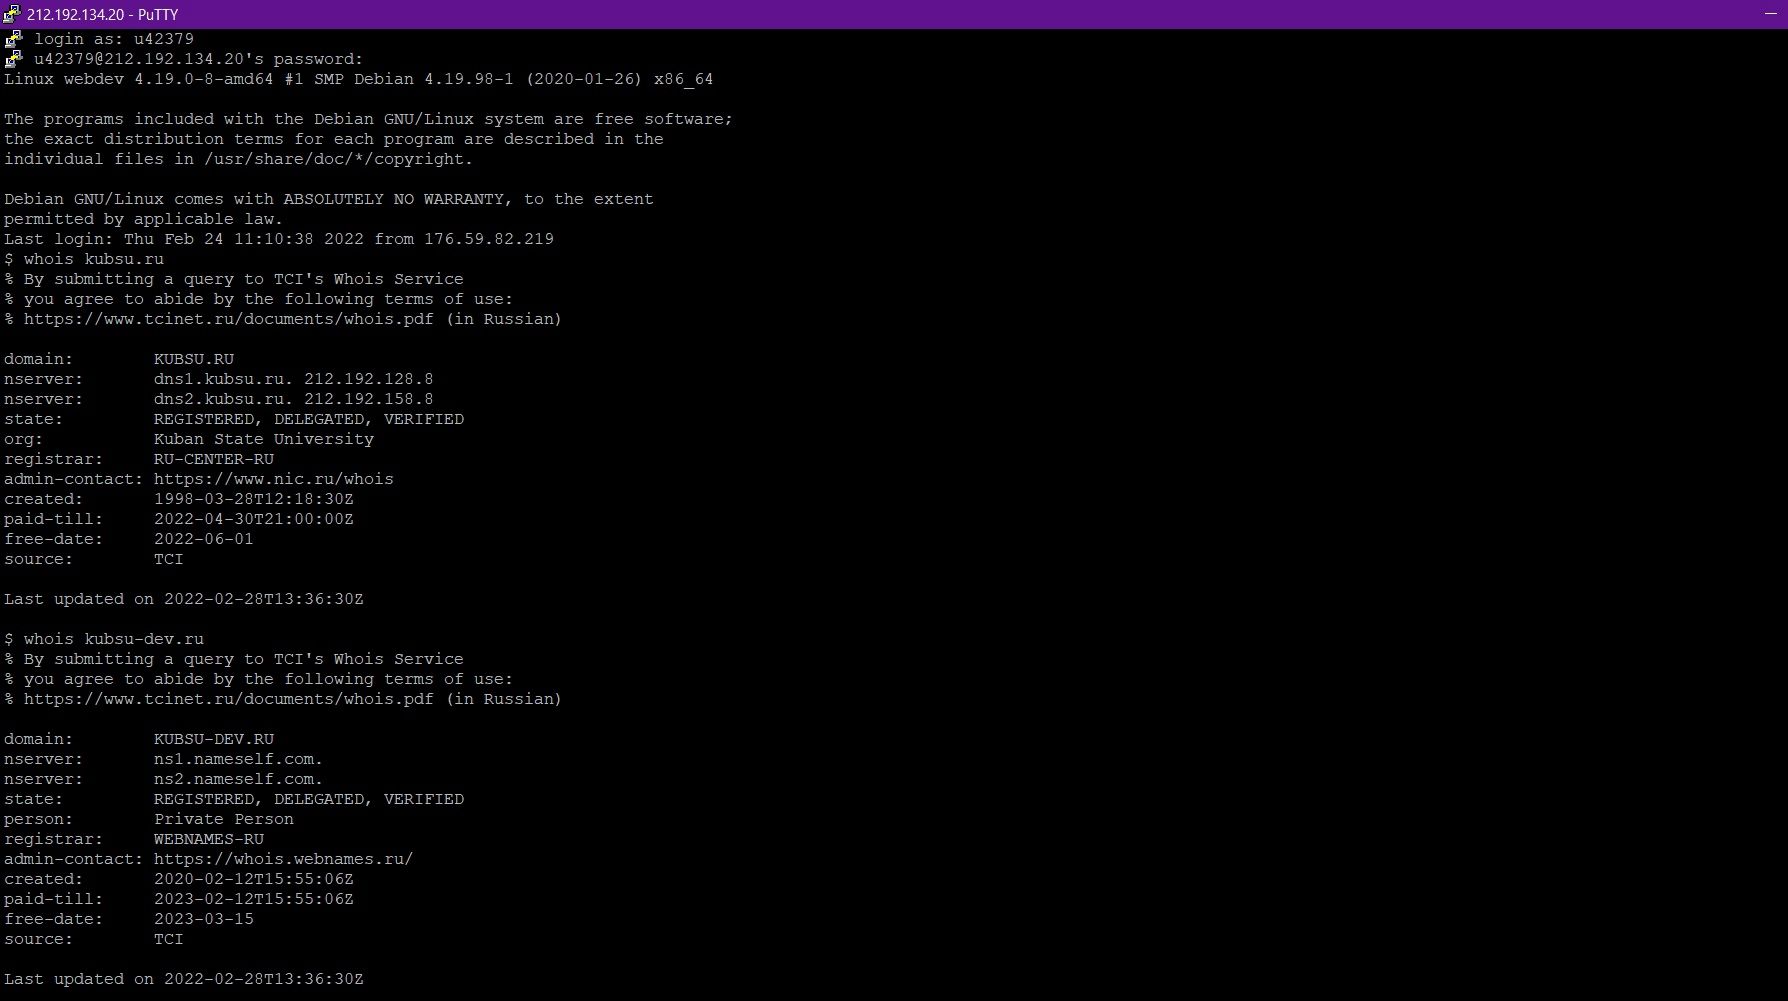 212.192.134.20 - PuTTY
login as: u42379
u42379@212.192.134.20's password:
Linux webdev 4.19.0-8-amd64 #1 SMP Debian 4.19.98-1 (2020-01-26) x86_64
The programs included with the Debian GNU/Linux system are free software;
the exact distribution terms for each program are described in the
individual files in /usr/share/doc/*/copyright.
Debian GNU/Linux comes with ABSOLUTELY NO WARRANTY, to the extent
permitted by applicable law.
Last login: Thu Feb 24 11:10:38 2022 from 176.59.82.219
$ whois kubsu.ru
% By submitting a query to TCI's Whois Service
% you agree to abide by the following terms of use:
% https://www.tcinet.ru/documents/whois.pdf (in Russian)
domain:        KUBSU.RU
nserver:       dns1.kubsu.ru. 212.192.128.8
nserver:       dns2.kubsu.ru. 212.192.158.8
state:         REGISTERED, DELEGATED, VERIFIED
org:           Kuban State University
registrar:     RU-CENTER-RU
admin-contact: https://www.nic.ru/whois
created:       1998-03-28T12:18:30Z
paid-till:     2022-04-30T21:00:00Z
free-date:     2022-06-01
source:        TCI
Last updated on 2022-02-28T13:36:30Z
$ whois kubsu-dev.ru
% By submitting a query to TCI's Whois Service
% you agree to abide by the following terms of use:
% https://www.tcinet.ru/documents/whois.pdf (in Russian)
domain:        KUBSU-DEV.RU
nserver:       ns1.nameself.com.
nserver:       ns2.nameself.com.
state:         REGISTERED, DELEGATED, VERIFIED
person:        Private Person
registrar:     WEBNAMES-RU
admin-contact: https://whois.webnames.ru/
created:       2020-02-12T15:55:06Z
paid-till:     2023-02-12T15:55:06Z
free-date:     2023-03-15
source:        TCI
Last updated on 2022-02-28T13:36:30Z